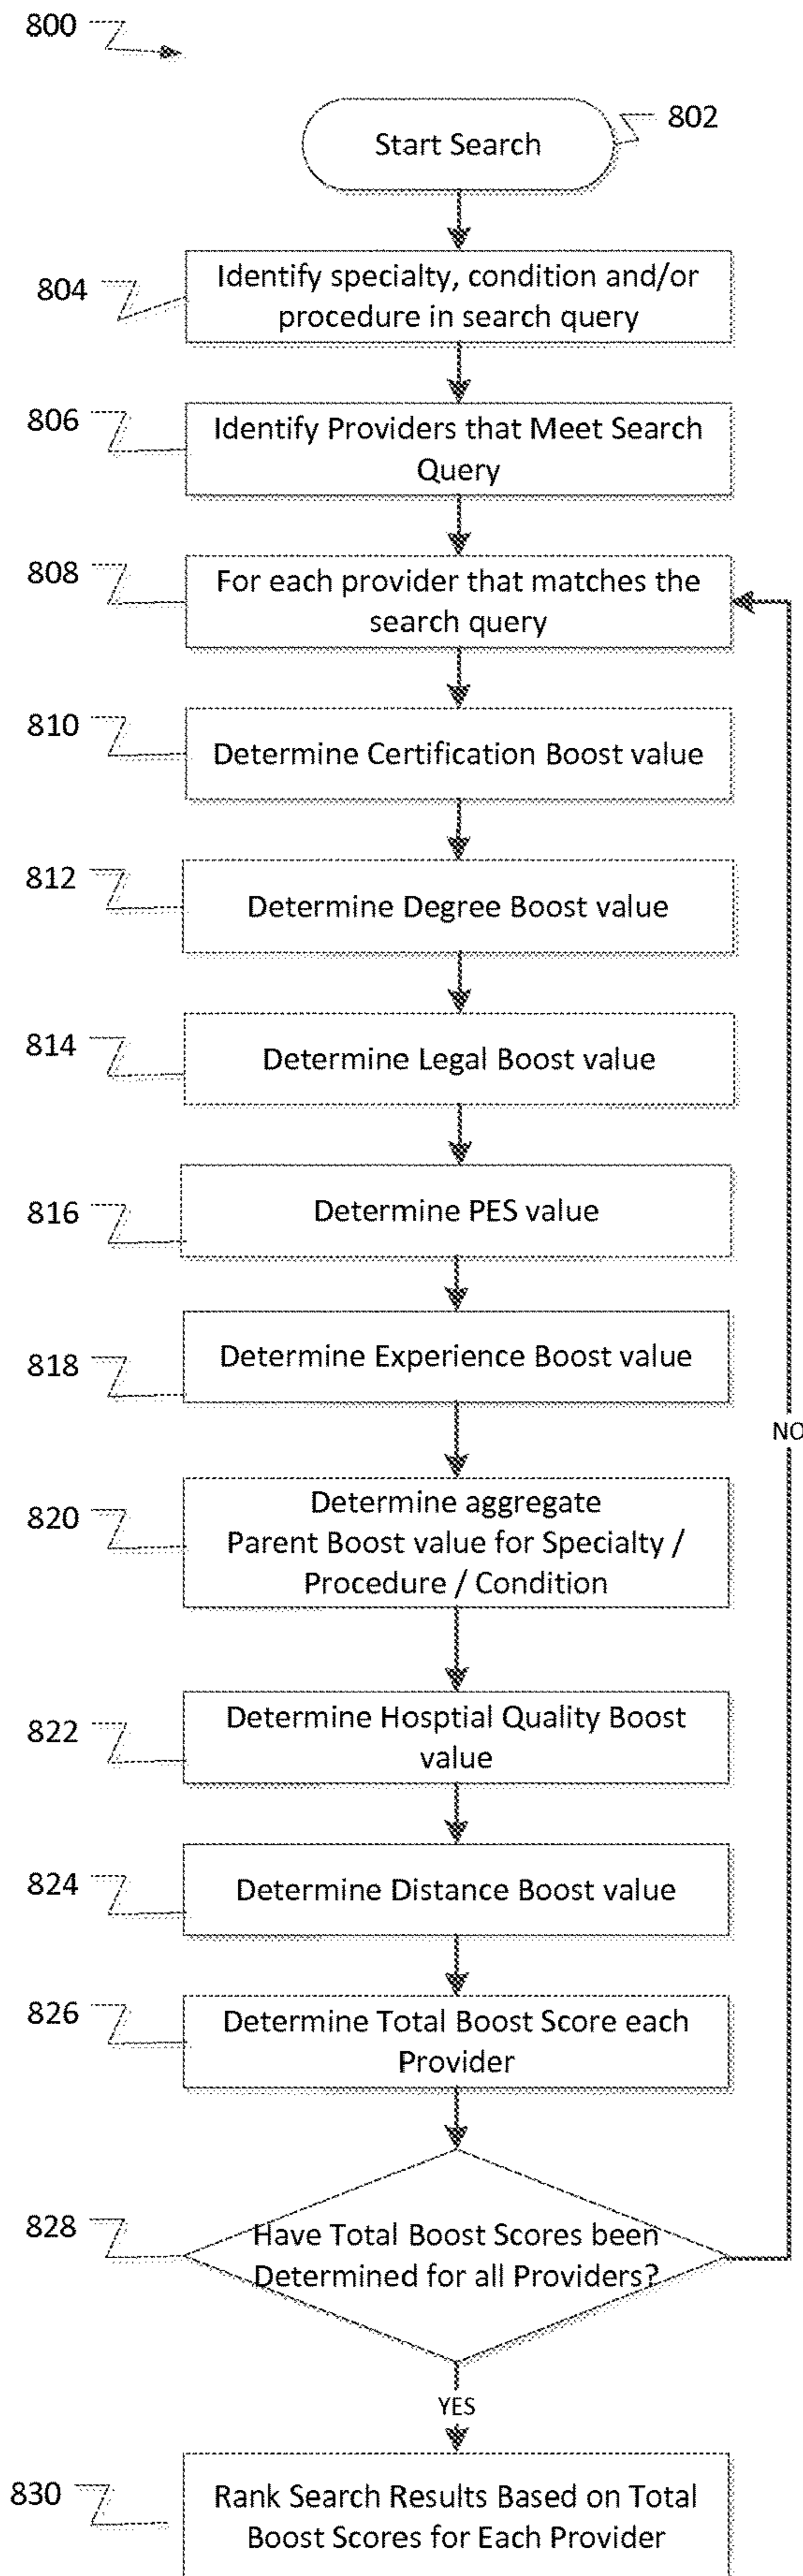 800
Start Search
802
804
Identify specialty, condition and/or
procedure in search query
806
Identify Providers that Meet Search
Query
808
For each provider that matches the
search query
810
Determine Certification Boost value
812
Determine Degree Boost value
814
Determine Legal Boost value
816
Determine PES value
818
Determine Experience Boost value
NO
820
Determine aggregate
Parent Boost value for Specialty /
Procedure / Condition
822
Determine Hosptial Quality Boost
value
824
Determine Distance Boost value
826
Determine Total Boost Score each
Provider
828
Have Total Boost Scores been
Determined for all Providers?
YES
830
Rank Search Results Based on Total
Boost Scores for Each Provider